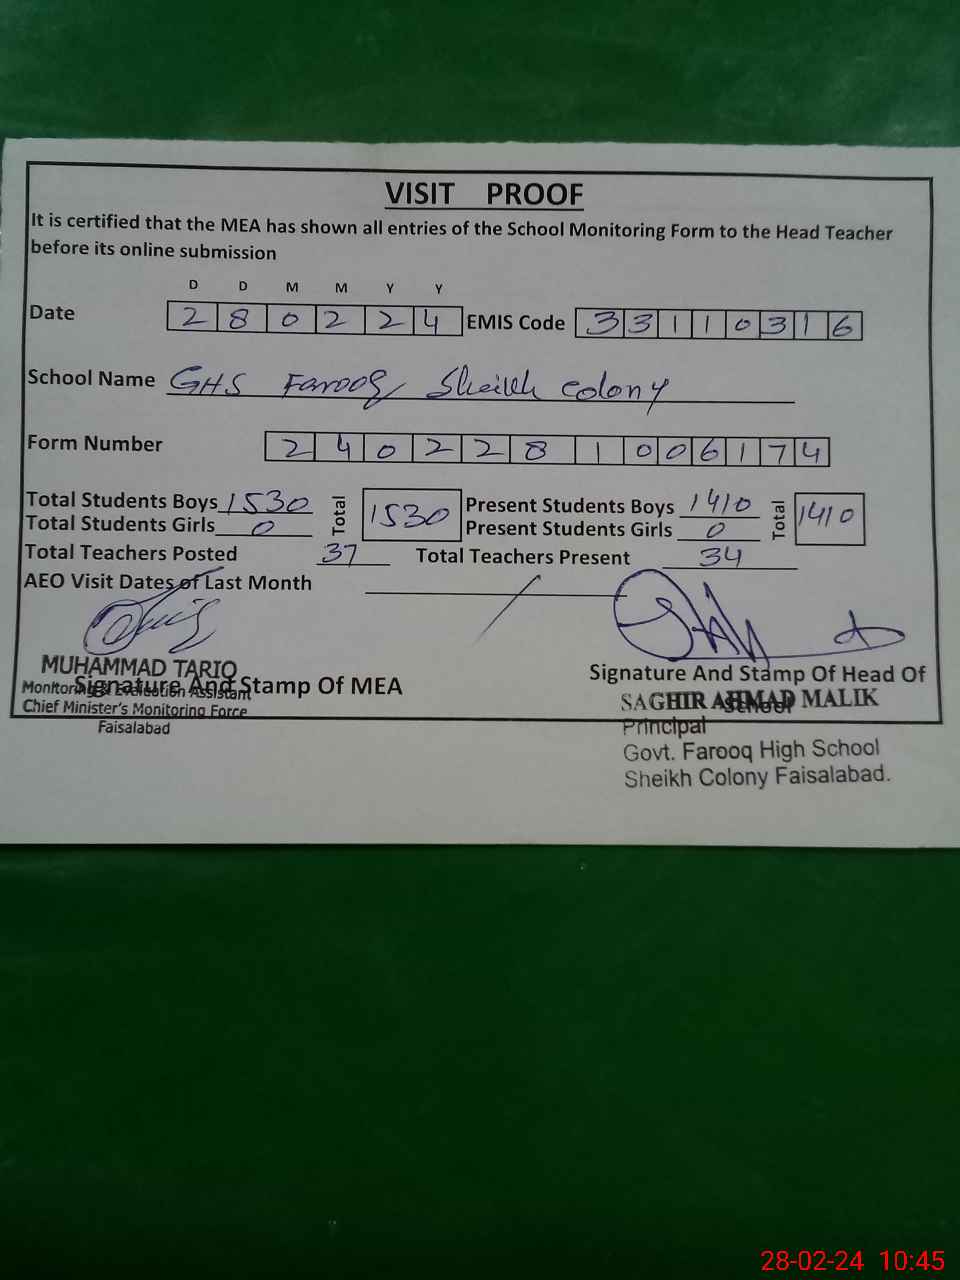 VISIT PROOF
It is certified that the MEA has shown all entries of the School Monitoring Form to the Head Teacher
before its online submission
D D M M Y Y
Date 2 8 0 2 2 4 EMIS Code 3 3 1 1 0 3 1 6
School Name GHS Farooq Sheikh Colony
Form Number 2 4 0 2 2 8 1 0 0 6 1 7 4
Total Students Boys 1530 Total 1530 Present Students Boys 1410 Total 1410
Total Students Girls 0 Present Students Girls 0
Total Teachers Posted 37 Total Teachers Present 34
AEO Visit Dates of Last Month
MUHAMMAD TARIQ
Signature And Stamp Of MEA
Monitoring & Evaluation Assistant
Chief Minister's Monitoring Force
Faisalabad
Signature And Stamp Of Head Of
School
SAGHIR AHMAD MALIK
Principal
Govt. Farooq High School
Sheikh Colony Faisalabad.
28-02-24 10:45